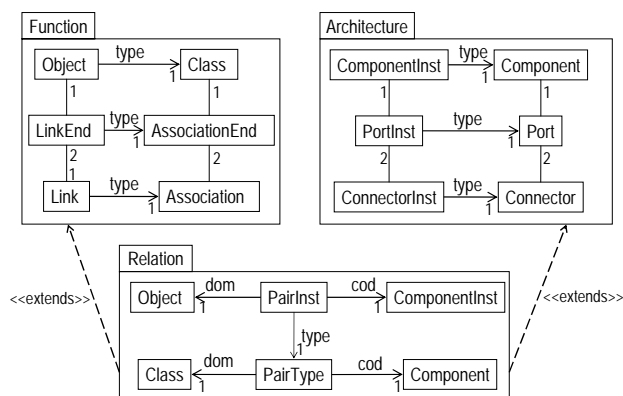 Function
Architecture
Object type 1 Class
ComponentInst type 1 Component
1 1
1 1
LinkEnd type 1 AssociationEnd
PortInst type 1 Port
2 2
1
2 2
Link type 1 Association
ConnectorInst type 1 Connector
Relation
<<extends>>
<<extends>>
Object dom 1 PairInst cod 1 ComponentInst
type
1
Class dom 1 PairType cod 1 Component